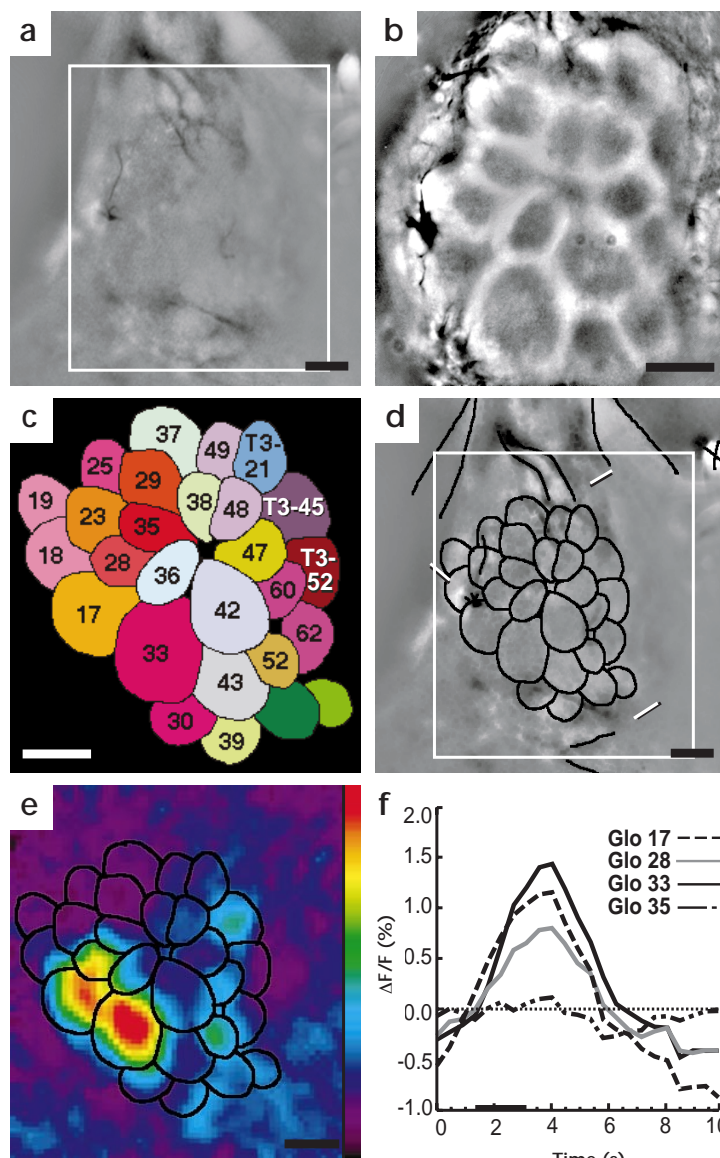 a
b
c
37
49
T3-
21
25
29
38
48
T3-45
19
23
35
47
T3-
52
18
28
36
60
17
42
62
33
52
43
30
39
d
e
f
2.0
1.5
1.0
0.5
0.0
-0.5
-1.0
ΔF/F (%)
Glo 17
Glo 28
Glo 33
Glo 35
0 2 4 6 8 10
Time (s)